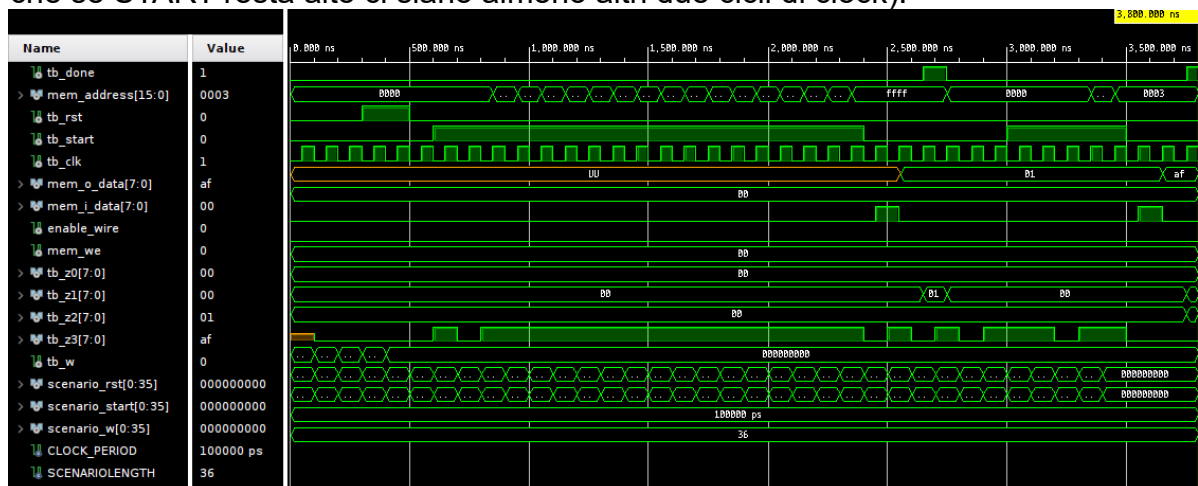 che se START resta alto ci siano almeno altri due cicli di clock).
3,800.000 ns
Name Value 0.000 ns 500.000 ns 1,000.000 ns 1,500.000 ns 2,000.000 ns 2,500.000 ns 3,000.000 ns 3,500.000 ns
tb_done 1
mem_address[15:0] 0003 0000 ffff 0000 0003
tb_rst 0
tb_start 0
tb_clk 1
mem_o_data[7:0] af UU 01 af
mem_i_data[7:0] 00 00
enable_wire 0
mem_we 0
tb_z0[7:0] 00 00
tb_z1[7:0] 00 00
tb_z2[7:0] 01 00 01 00
tb_z3[7:0] af 00
tb_w 0
scenario_rst[0:35] 000000000 000000000
scenario_start[0:35] 000000000 000000000
scenario_w[0:35] 000000000 000000000
CLOCK_PERIOD 100000 ps 100000 ps
SCENARIOLENGTH 36 36